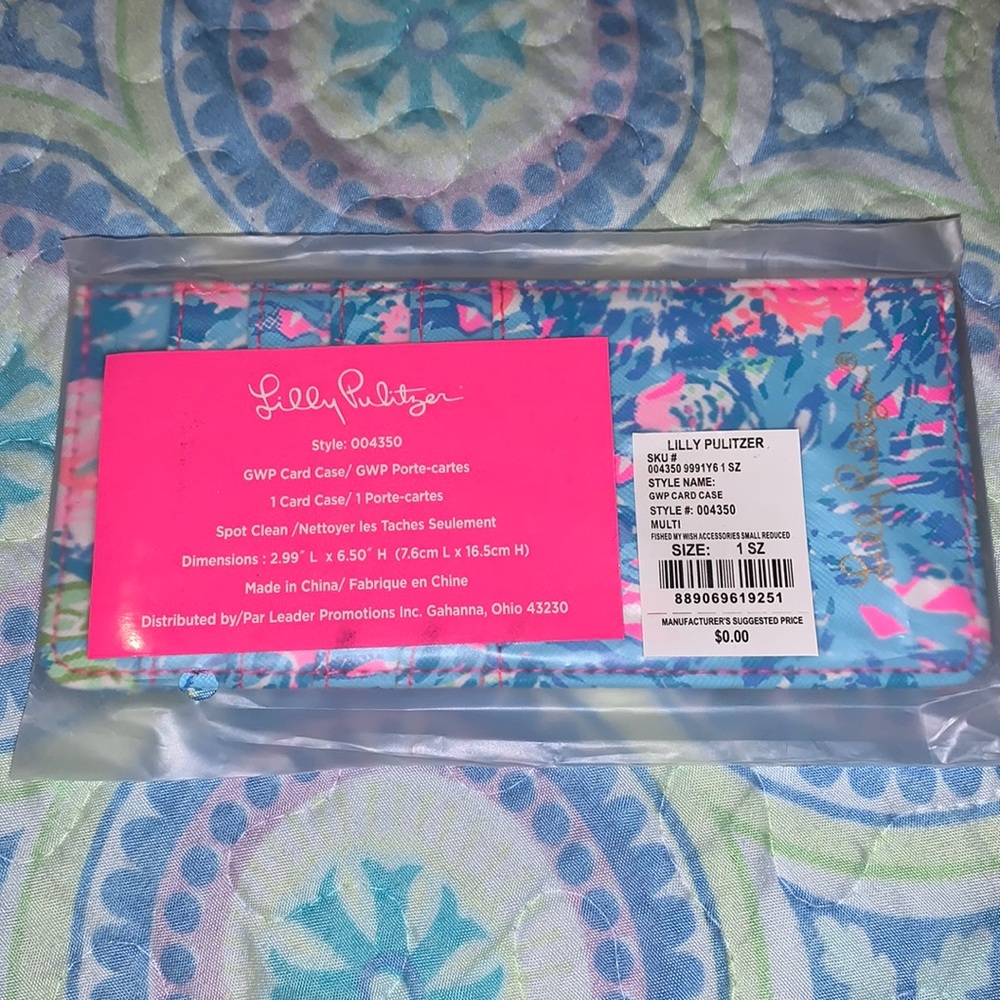 Lilly Pulitzer
Style: 004350
GWP Card Case/ GWP Porte-cartes
1 Card Case/ 1 Porte-cartes
Spot Clean /Nettoyer les Taches Seulement
Dimensions : 2.99" L x 6.50" H (7.6cm L x 16.5cm H)
Made in China/ Fabrique en Chine
Distributed by/Par Leader Promotions Inc. Gahanna, Ohio 43230
LILLY PULITZER
SKU #
004350 9991Y6 1 SZ
STYLE NAME:
GWP CARD CASE
STYLE #: 004350
MULTI
FISHED MY WISH ACCESSORIES SMALL REDUCED
SIZE: 1 SZ
889069619251
MANUFACTURER'S SUGGESTED PRICE
$0.00
Lilly Pulitzer®